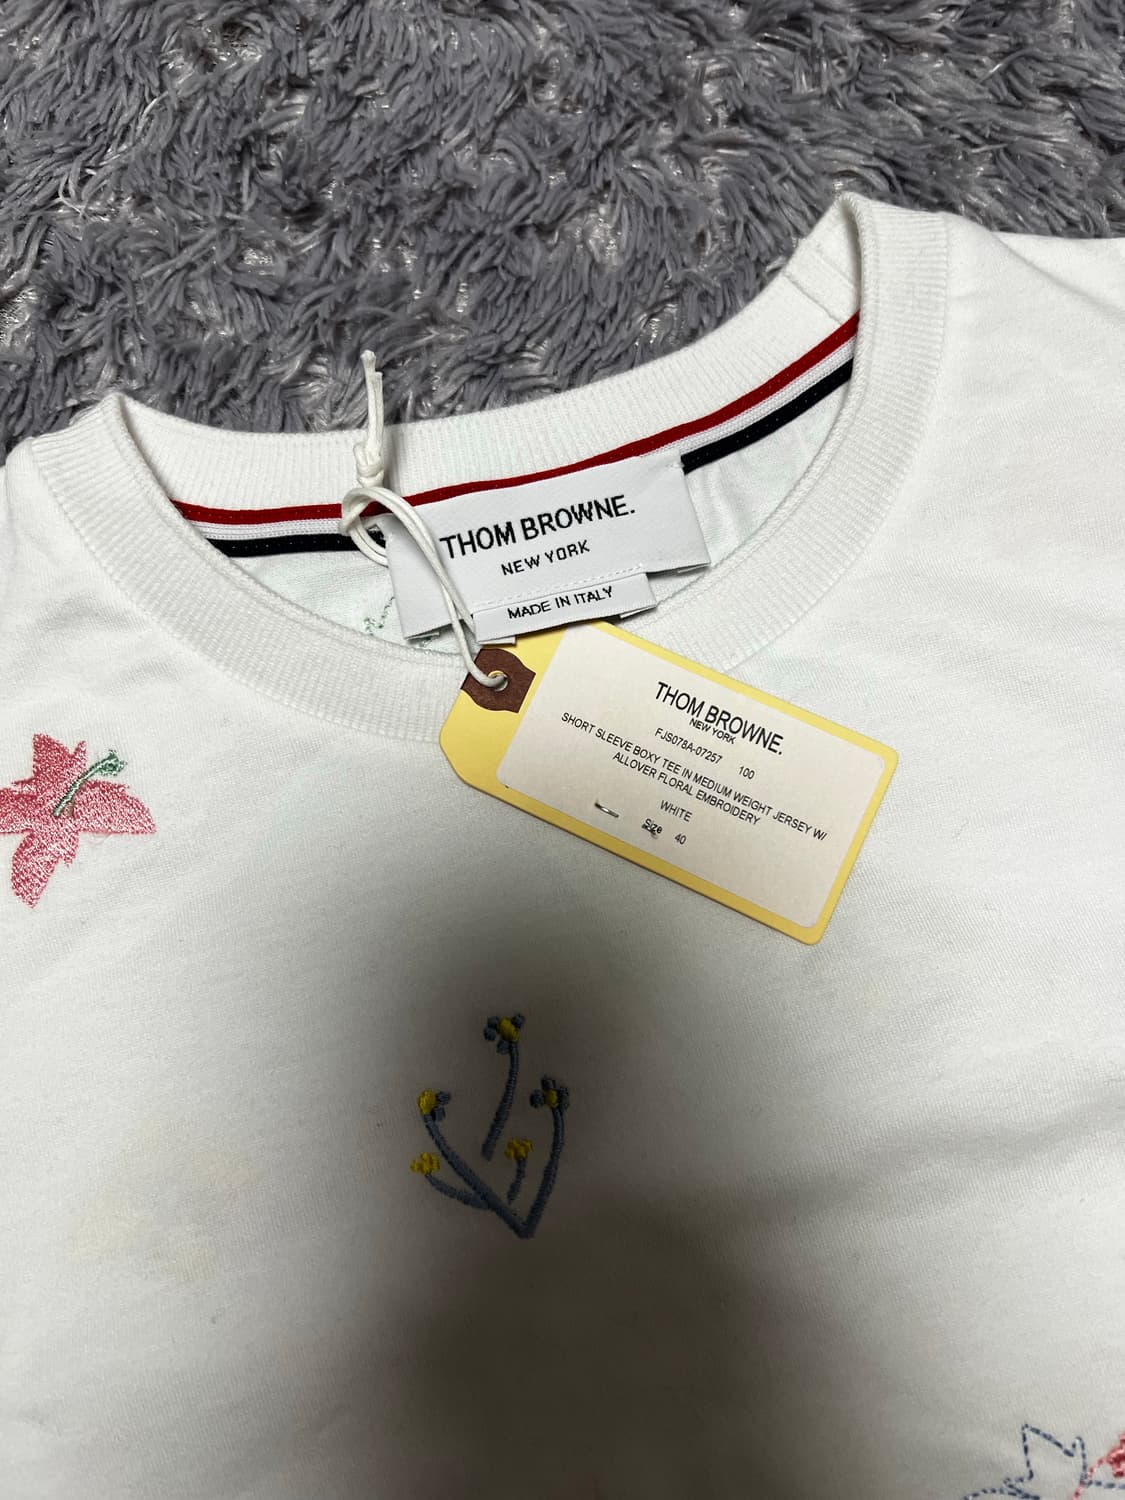 THOM BROWNE.
NEW YORK
MADE IN ITALY
THOM BROWNE.
NEW YORK
FJS078A-07257 100
SHORT SLEEVE BOXY TEE IN MEDIUM WEIGHT JERSEY W/
ALLOVER FLORAL EMBROIDERY
WHITE
Size 40